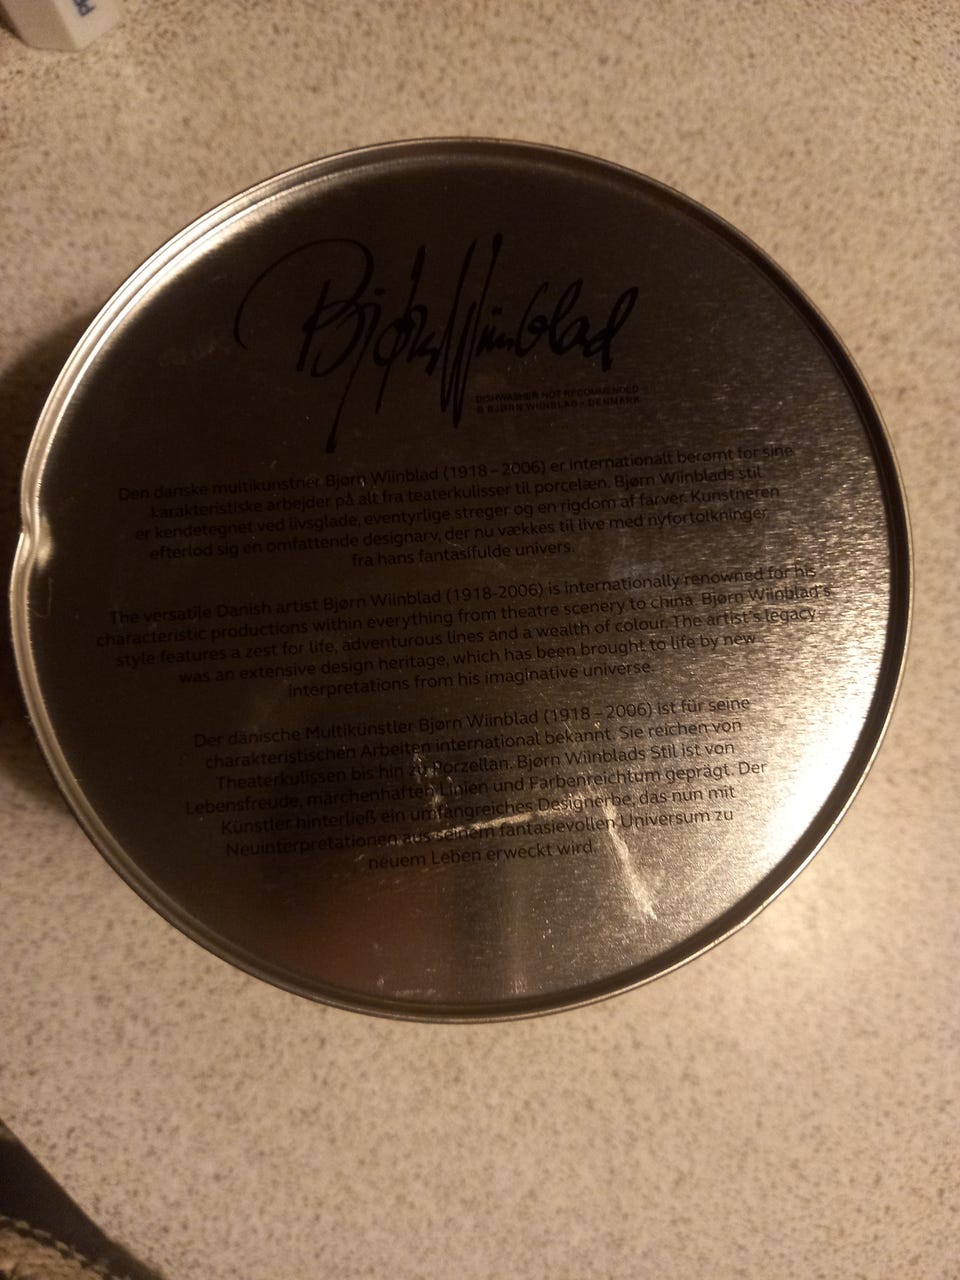 Bjørn Wiinblad
DISHWASHER NOT RECOMMENDED
© BJØRN WIINBLAD • DENMARK
Den danske multikunstner Bjørn Wiinblad (1918 – 2006) er internationalt berømt for sine
karakteristiske arbejder på alt fra teaterkulisser til porcelæn. Bjørn Wiinblads stil
er kendetegnet ved livsglade, eventyrlige streger og en rigdom af farver. Kunstneren
efterlod sig en omfattende designarv, der nu vækkes til live med nyfortolkninger
fra hans fantasifulde univers.
The versatile Danish artist Bjørn Wiinblad (1918-2006) is internationally renowned for his
characteristic productions within everything from theatre scenery to china. Bjørn Wiinblad's
style features a zest for life, adventurous lines and a wealth of colour. The artist's legacy
was an extensive design heritage, which has been brought to life by new
interpretations from his imaginative universe.
Der dänische Multikünstler Bjørn Wiinblad (1918 – 2006) ist für seine
charakteristischen Arbeiten international bekannt. Sie reichen von
Theaterkulissen bis hin zu Porzellan. Bjørn Wiinblads Stil ist von
Lebensfreude, märchenhaften Linien und Farbenreichtum geprägt. Der
Künstler hinterließ ein umfangreiches Designerbe, das nun mit
Neuinterpretationen aus seinem fantasievollen Universum zu
neuem Leben erweckt wird.